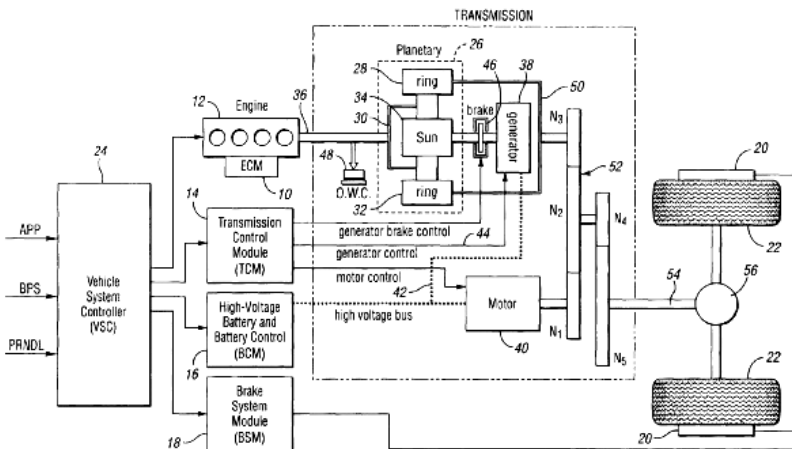 TRANSMISSION
Planetary
26
28
ring
46
38
50
12
Engine
36
34
30
brake
Sun
generator
N3
ECM
10
48
O.W.C.
ring
32
52
24
14
Transmission
Control
Module
(TCM)
generator brake control
generator control
44
motor control
42
N2
N4
20
22
APP
BPS
PRNDL
Vehicle
System
Controller
(VSC)
High-Voltage
Battery and
Battery Control
(BCM)
16
high voltage bus
Motor
40
N1
N5
54
56
22
20
Brake
System
Module
(BSM)
18